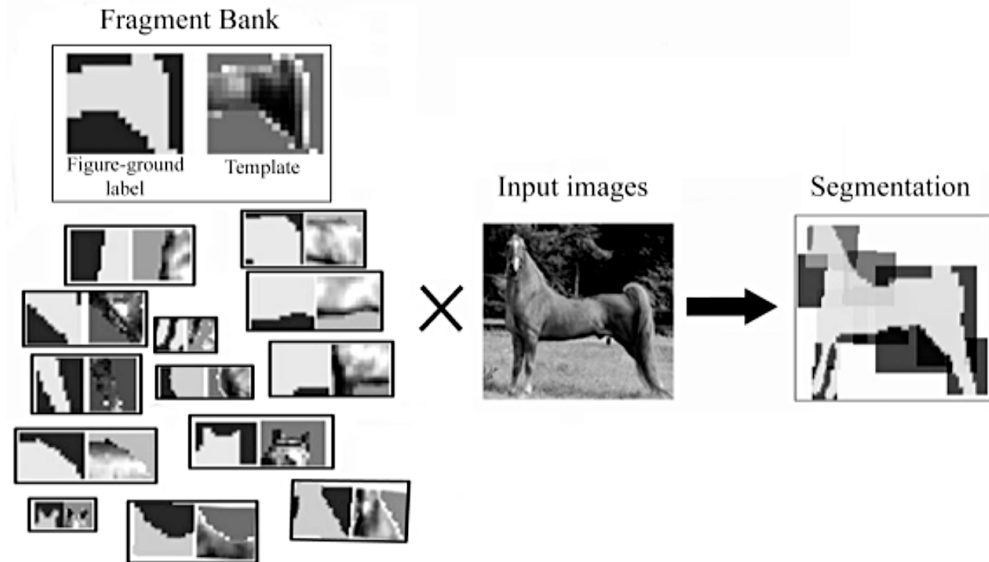 Fragment Bank
Figure-ground
label
Template
Input images
Segmentation